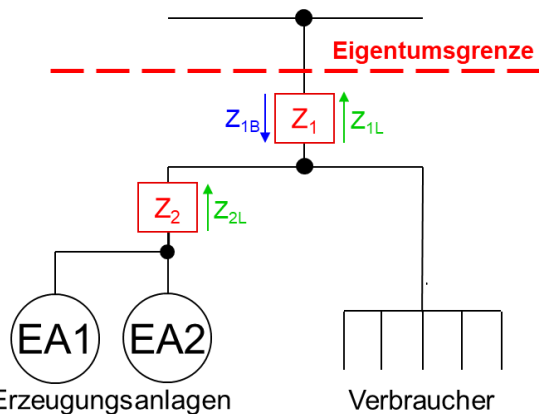 Eigentumsgrenze
Z1B Z1 Z1L
Z2 Z2L
EA1 EA2
Erzeugungsanlagen Verbraucher